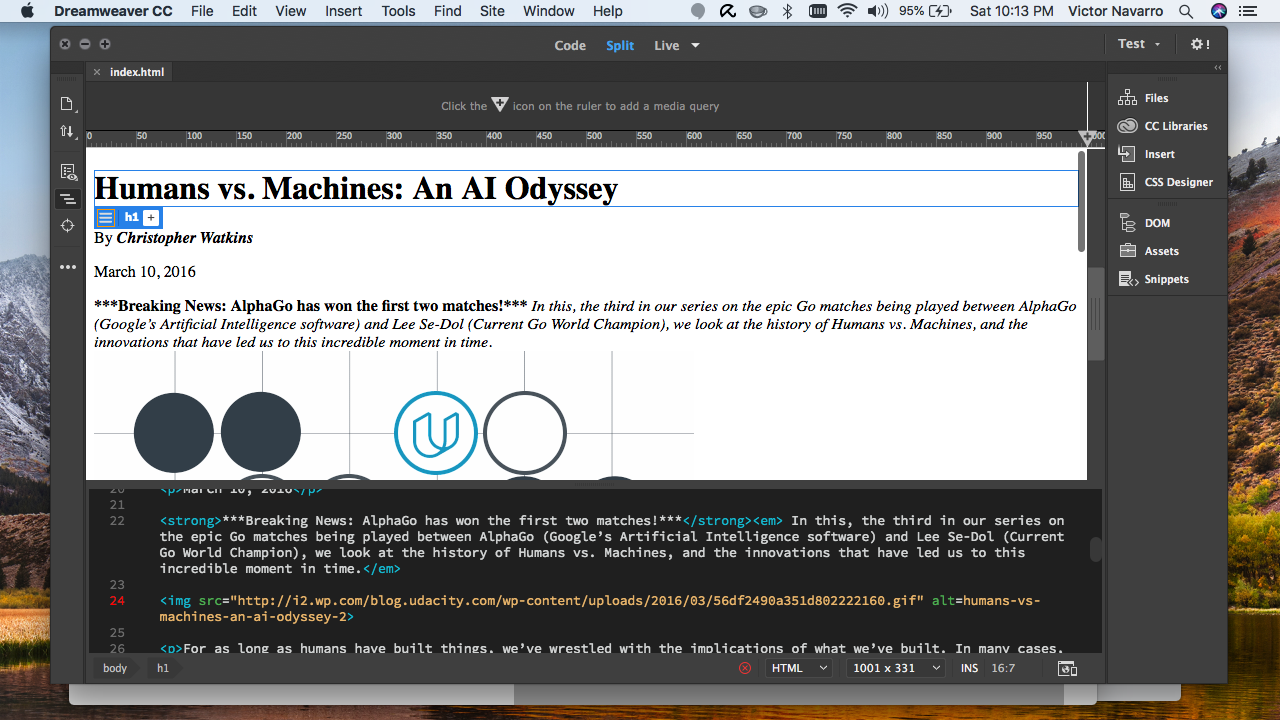 Dreamweaver CC File Edit View Insert Tools Find Site Window Help 95% Sat 10:13 PM Victor Navarro
Code Split Live Test !
index.html
Click the icon on the ruler to add a media query
0 50 100 150 200 250 300 350 400 450 500 550 600 650 700 750 800 850 900 950
Humans vs. Machines: An AI Odyssey
h1 +
By Christopher Watkins
March 10, 2016
***Breaking News: AlphaGo has won the first two matches!*** In this, the third in our series on the epic Go matches being played between AlphaGo
(Google’s Artificial Intelligence software) and Lee Se-Dol (Current Go World Champion), we look at the history of Humans vs. Machines, and the
innovations that have led us to this incredible moment in time.
Files
CC Libraries
Insert
CSS Designer
DOM
Assets
Snippets
20 <p>March 10, 2016</p>
21
22 <strong>***Breaking News: AlphaGo has won the first two matches!***</strong><em> In this, the third in our series on
the epic Go matches being played between AlphaGo (Google’s Artificial Intelligence software) and Lee Se-Dol (Current
Go World Champion), we look at the history of Humans vs. Machines, and the innovations that have led us to this
incredible moment in time.</em>
23
24 <img src="http://i2.wp.com/blog.udacity.com/wp-content/uploads/2016/03/56df2490a351d802222160.gif" alt=humans-vs-
machines-an-ai-odyssey-2>
25
26 <p>For as long as humans have built things, we’ve wrestled with the implications of what we’ve built. In many cases,
body h1 HTML 1001 x 331 INS 16:7